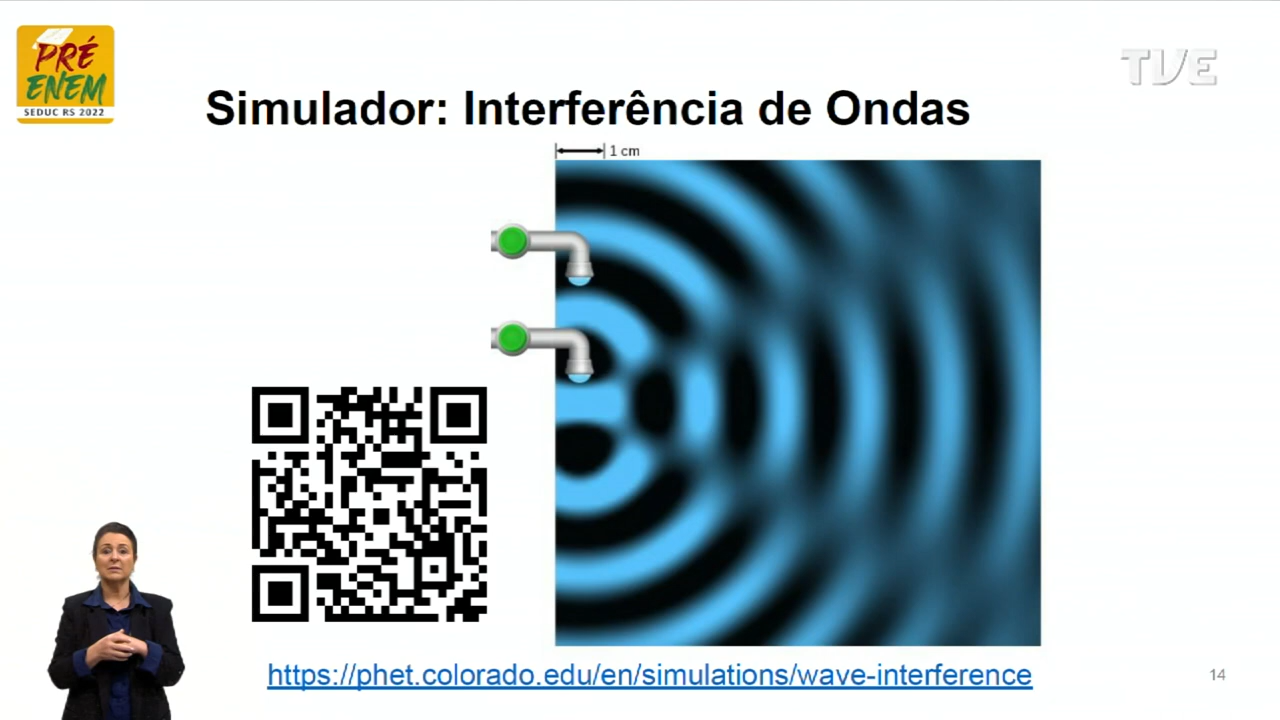 PRÉ
ENEM
SEDUC RS 2022
TVE
Simulador: Interferência de Ondas
1 cm
https://phet.colorado.edu/en/simulations/wave-interference
14